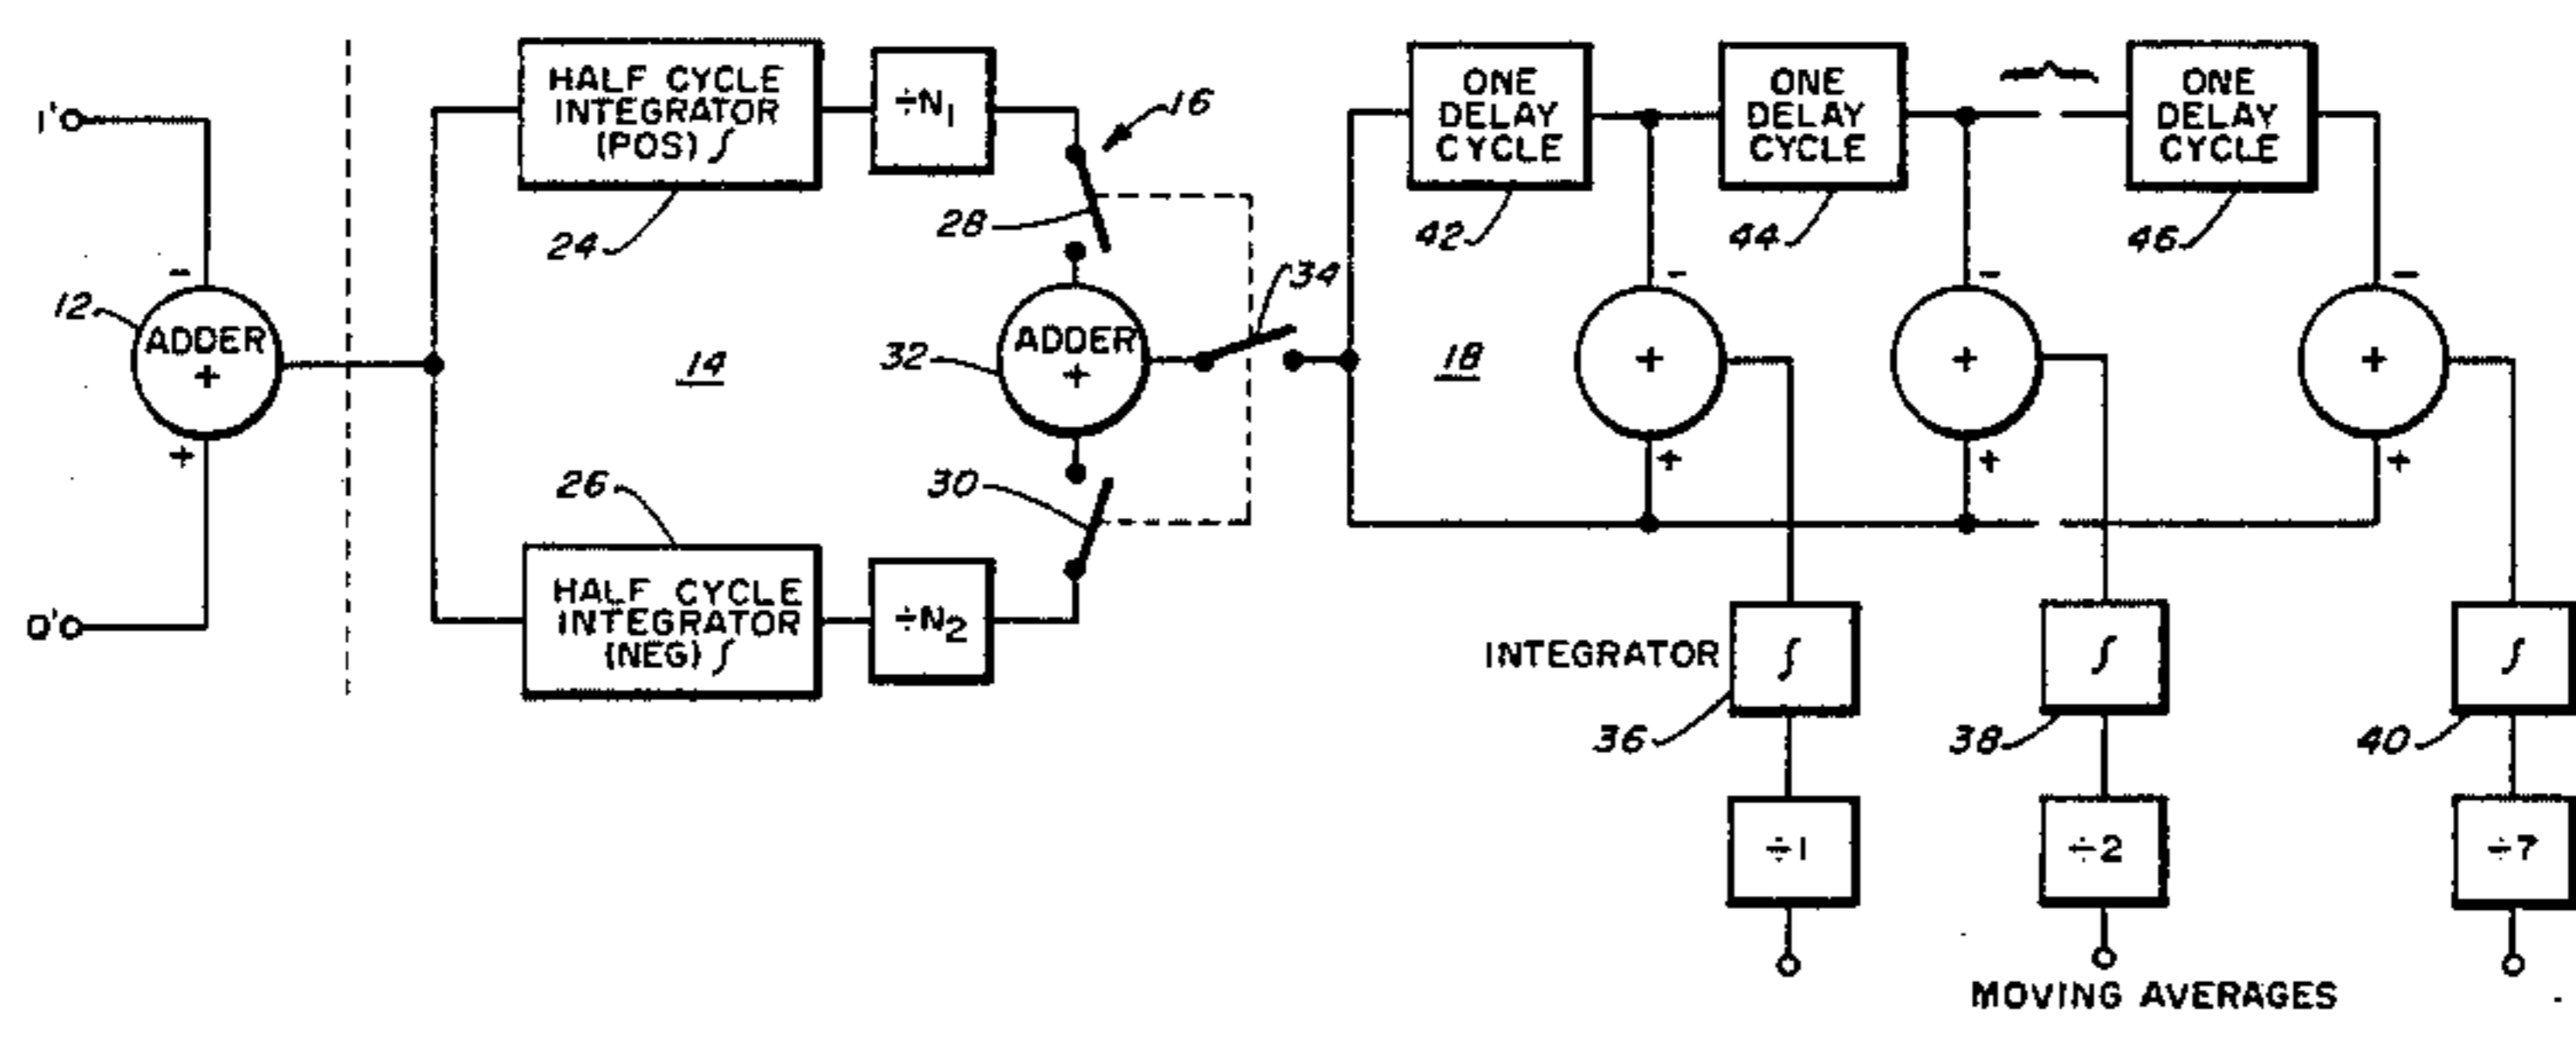 I'
Q'
12
-
ADDER
+
+
HALF CYCLE
INTEGRATOR
(POS) ∫
24
÷N1
16
28
14
32
ADDER
+
34
30
26
HALF CYCLE
INTEGRATOR
(NEG) ∫
÷N2
ONE
DELAY
CYCLE
42
ONE
DELAY
CYCLE
44
ONE
DELAY
CYCLE
46
18
-
+
+
-
+
+
-
+
+
INTEGRATOR
∫
36
∫
38
∫
40
÷1
÷2
÷7
MOVING AVERAGES